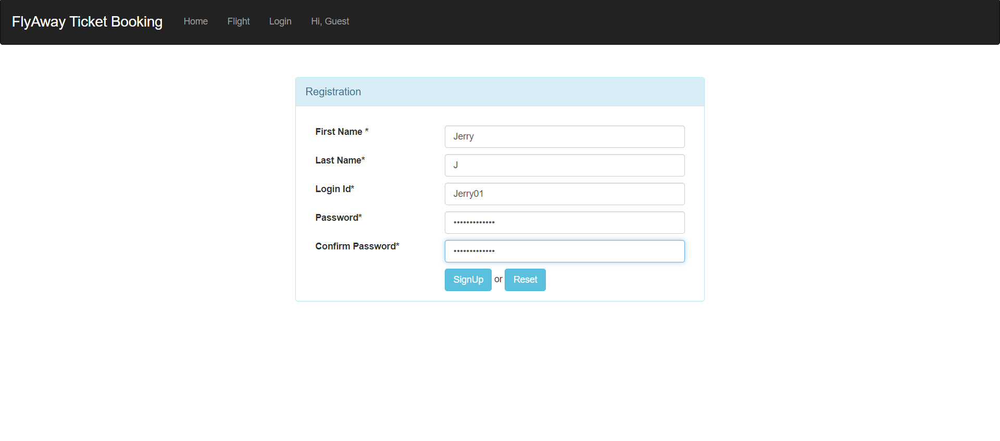 FlyAway Ticket Booking Home Flight Login Hi, Guest
Registration
First Name * Jerry
Last Name* J
Login Id* Jerry01
Password* •••••••••••••
Confirm Password* •••••••••••••
SignUp or Reset